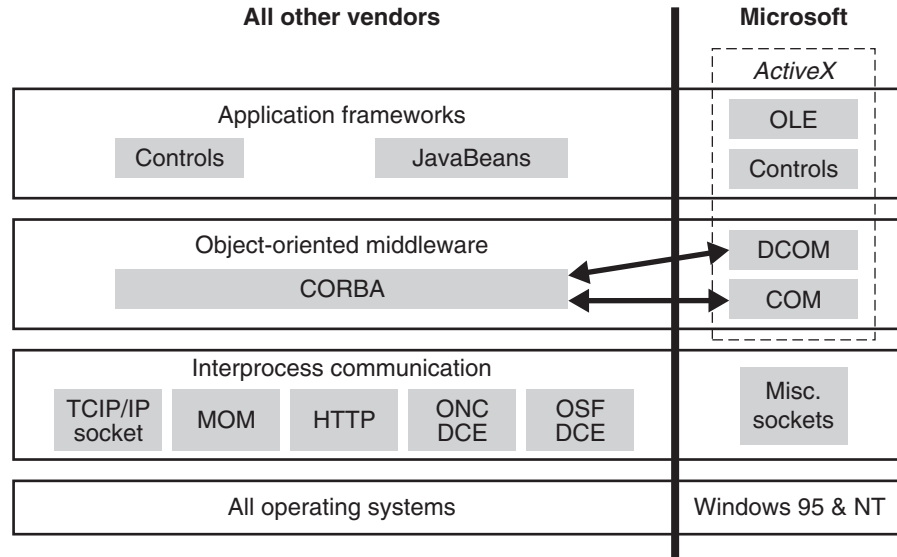 All other vendors
Microsoft
ActiveX
Application frameworks
Controls
JavaBeans
OLE
Controls
Object-oriented middleware
CORBA
DCOM
COM
Interprocess communication
TCIP/IP
socket
MOM
HTTP
ONC
DCE
OSF
DCE
Misc.
sockets
All operating systems
Windows 95 & NT